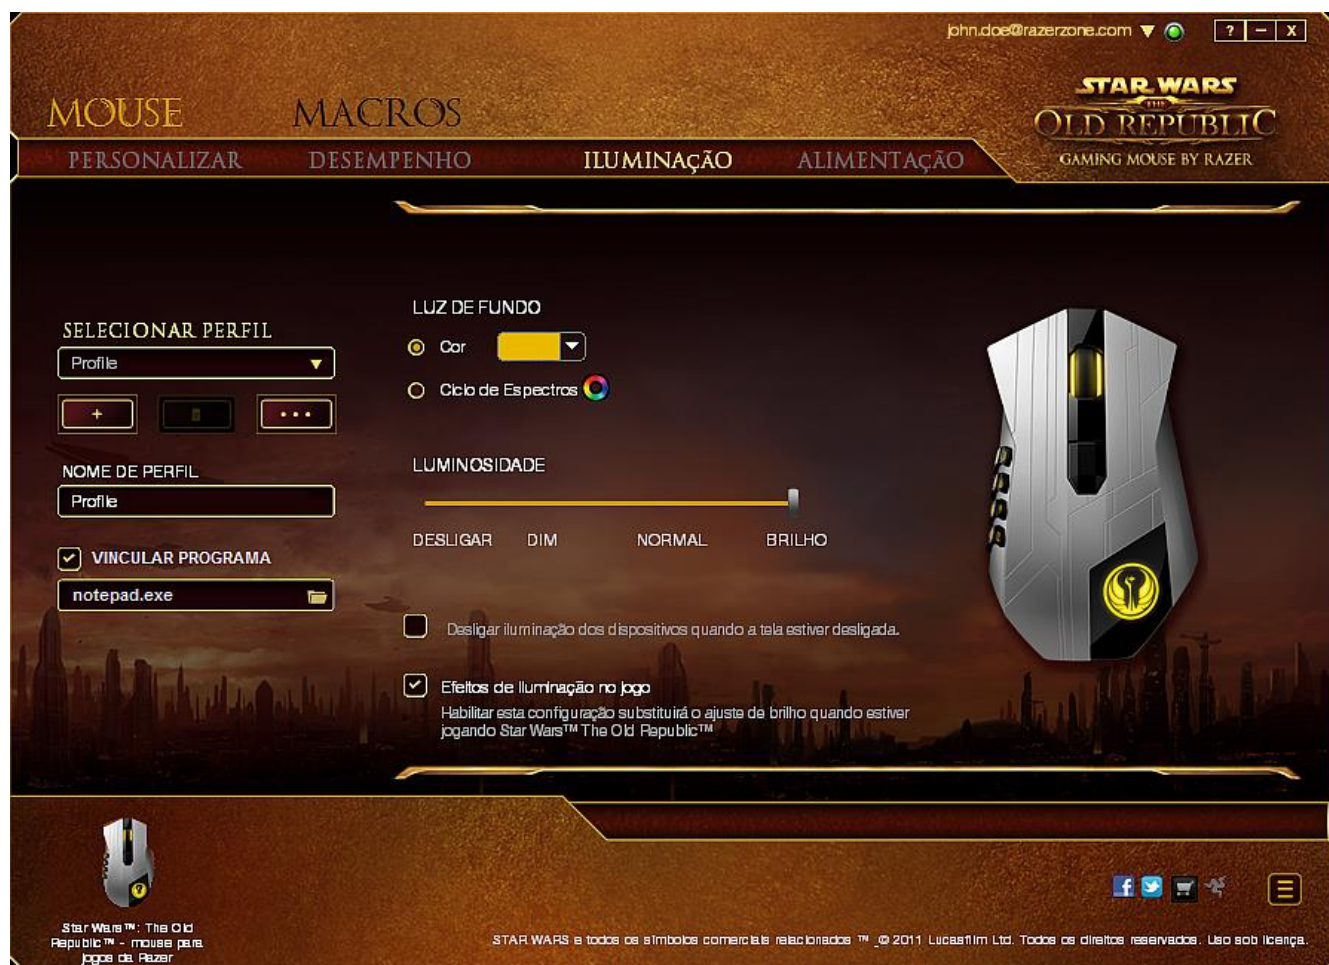 john.doe@razerzone.com
? – X
STAR WARS
THE
OLD REPUBLIC
GAMING MOUSE BY RAZER
MOUSE MACROS
PERSONALIZAR DESEMPENHO ILUMINAÇÃO ALIMENTAÇÃO
SELECIONAR PERFIL
Profile
+ ...
NOME DE PERFIL
Profile
VINCULAR PROGRAMA
notepad.exe
LUZ DE FUNDO
Cor
Ciclo de Espectros
LUMINOSIDADE
DESLIGAR DIM NORMAL BRILHO
Desligar iluminação dos dispositivos quando a tela estiver desligada.
Efeitos de Iluminação no jogo
Habilitar esta configuração substituirá o ajuste de brilho quando estiver
jogando Star Wars™ The Old Republic™
Star Wars™: The Old
Republic™ - mouse para
jogos da Razer
STAR WARS e todos os símbolos comerciais relacionados ™ _© 2011 Lucasfilm Ltd. Todos os direitos reservados. Uso sob licença.